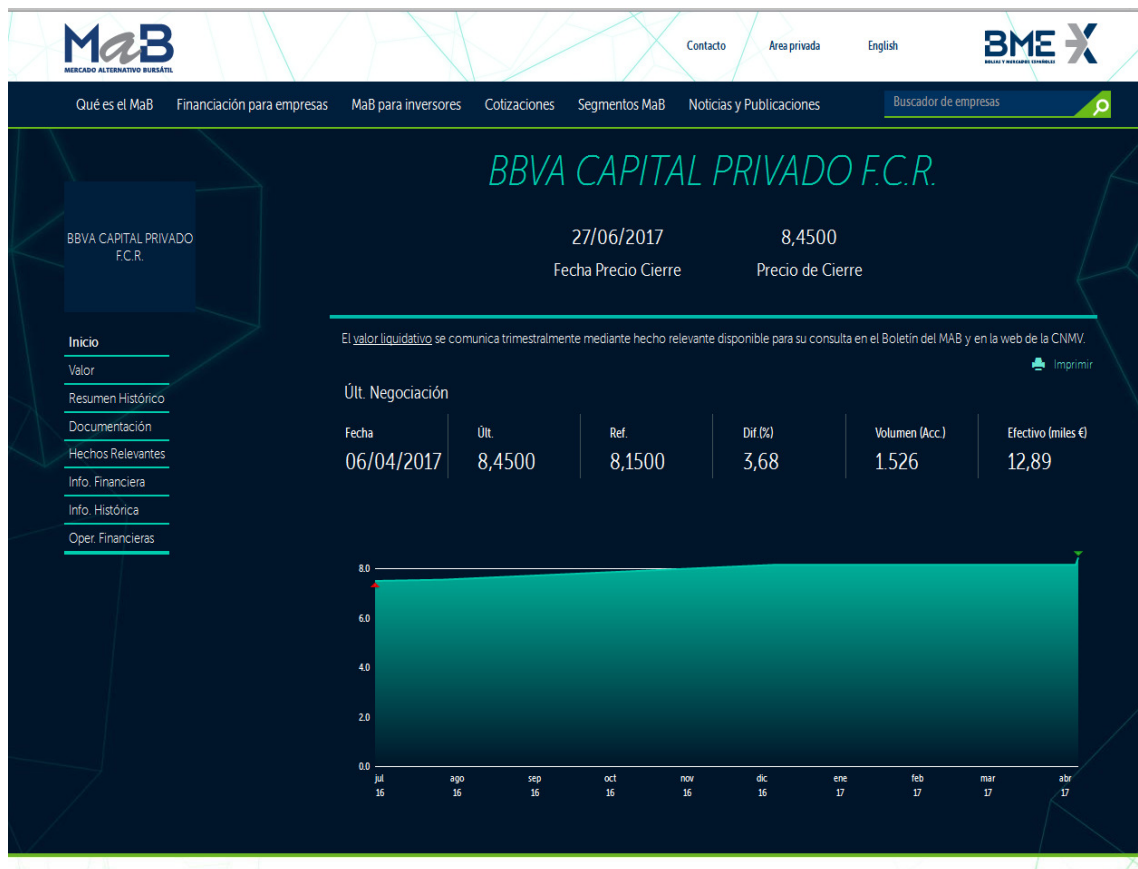 MaB
MERCADO ALTERNATIVO BURSÁTIL
Contacto Area privada English
BME X
BOLSAS Y MERCADOS ESPAÑOLES
Qué es el MaB Financiación para empresas MaB para inversores Cotizaciones Segmentos MaB Noticias y Publicaciones Buscador de empresas
BBVA CAPITAL PRIVADO F.C.R.
BBVA CAPITAL PRIVADO
F.C.R.
27/06/2017 8,4500
Fecha Precio Cierre Precio de Cierre
Inicio
Valor
Resumen Histórico
Documentación
Hechos Relevantes
Info. Financiera
Info. Histórica
Oper. Financieras
El valor liquidativo se comunica trimestralmente mediante hecho relevante disponible para su consulta en el Boletín del MAB y en la web de la CNMV.
Imprimir
Últ. Negociación
Fecha Últ. Ref. Dif.(%) Volumen (Acc.) Efectivo (miles €)
06/04/2017 8,4500 8,1500 3,68 1.526 12,89
8.0
6.0
4.0
2.0
0.0
jul ago sep oct nov dic ene feb mar abr
16 16 16 16 16 16 17 17 17 17